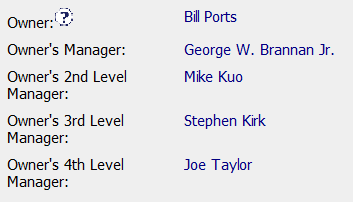 Owner: ? Bill Ports
Owner's Manager: George W. Brannan Jr.
Owner's 2nd Level Mike Kuo
Manager:
Owner's 3rd Level Stephen Kirk
Manager:
Owner's 4th Level Joe Taylor
Manager: